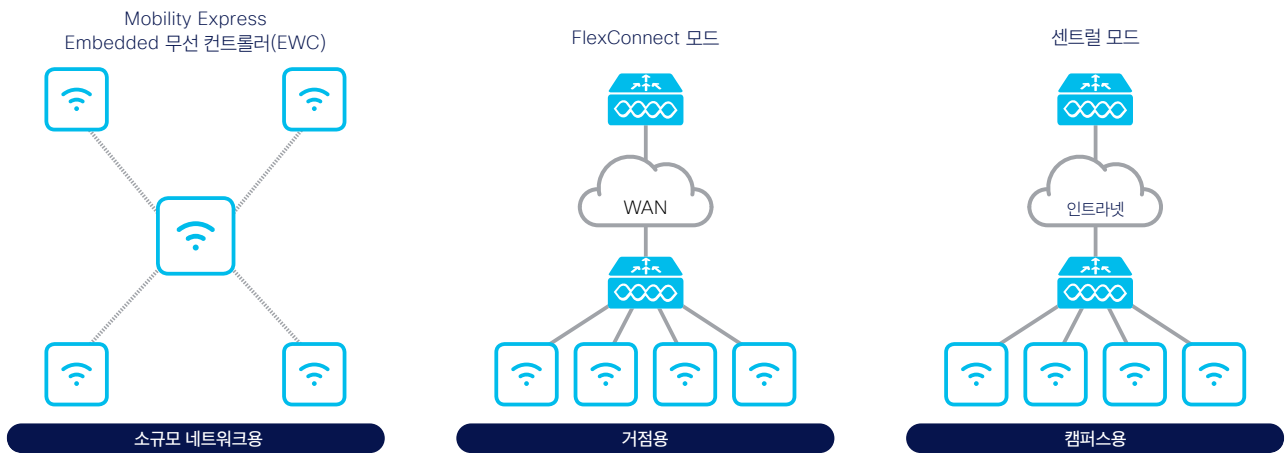 Mobility Express
Embedded 무선 컨트롤러(EWC)
FlexConnect 모드
센트럴 모드
WAN
인트라넷
소규모 네트워크용
거점용
캠퍼스용